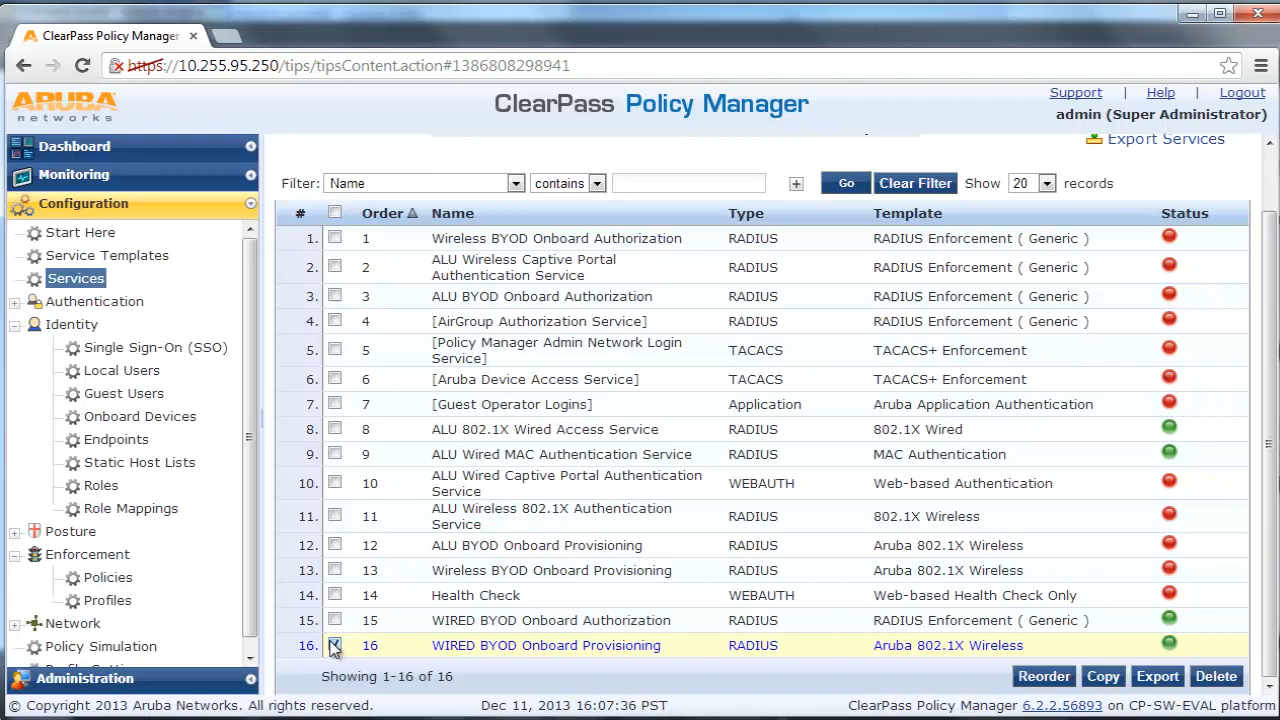 ClearPass Policy Manager
https://10.255.95.250/tips/tipsContent.action#1386808298941
ARUBA
networks
ClearPass Policy Manager
Support | Help | Logout
admin (Super Administrator)
Dashboard
Monitoring
Configuration
Start Here
Service Templates
Services
Authentication
Identity
Single Sign-On (SSO)
Local Users
Guest Users
Onboard Devices
Endpoints
Static Host Lists
Roles
Role Mappings
Posture
Enforcement
Policies
Profiles
Network
Policy Simulation
Administration
Export Services
Filter: Name contains + Go Clear Filter Show 20 records
# Order Name Type Template Status
1. 1 Wireless BYOD Onboard Authorization RADIUS RADIUS Enforcement ( Generic )
2. 2 ALU Wireless Captive Portal
Authentication Service RADIUS RADIUS Enforcement ( Generic )
3. 3 ALU BYOD Onboard Authorization RADIUS RADIUS Enforcement ( Generic )
4. 4 [AirGroup Authorization Service] RADIUS RADIUS Enforcement ( Generic )
5. 5 [Policy Manager Admin Network Login
Service] TACACS TACACS+ Enforcement
6. 6 [Aruba Device Access Service] TACACS TACACS+ Enforcement
7. 7 [Guest Operator Logins] Application Aruba Application Authentication
8. 8 ALU 802.1X Wired Access Service RADIUS 802.1X Wired
9. 9 ALU Wired MAC Authentication Service RADIUS MAC Authentication
10. 10 ALU Wired Captive Portal Authentication
Service WEBAUTH Web-based Authentication
11. 11 ALU Wireless 802.1X Authentication
Service RADIUS 802.1X Wireless
12. 12 ALU BYOD Onboard Provisioning RADIUS Aruba 802.1X Wireless
13. 13 Wireless BYOD Onboard Provisioning RADIUS Aruba 802.1X Wireless
14. 14 Health Check WEBAUTH Web-based Health Check Only
15. 15 WIRED BYOD Onboard Authorization RADIUS RADIUS Enforcement ( Generic )
16. 16 WIRED BYOD Onboard Provisioning RADIUS Aruba 802.1X Wireless
Showing 1-16 of 16 Reorder Copy Export Delete
© Copyright 2013 Aruba Networks. All rights reserved. Dec 11, 2013 16:07:36 PST ClearPass Policy Manager 6.2.2.56893 on CP-SW-EVAL platform